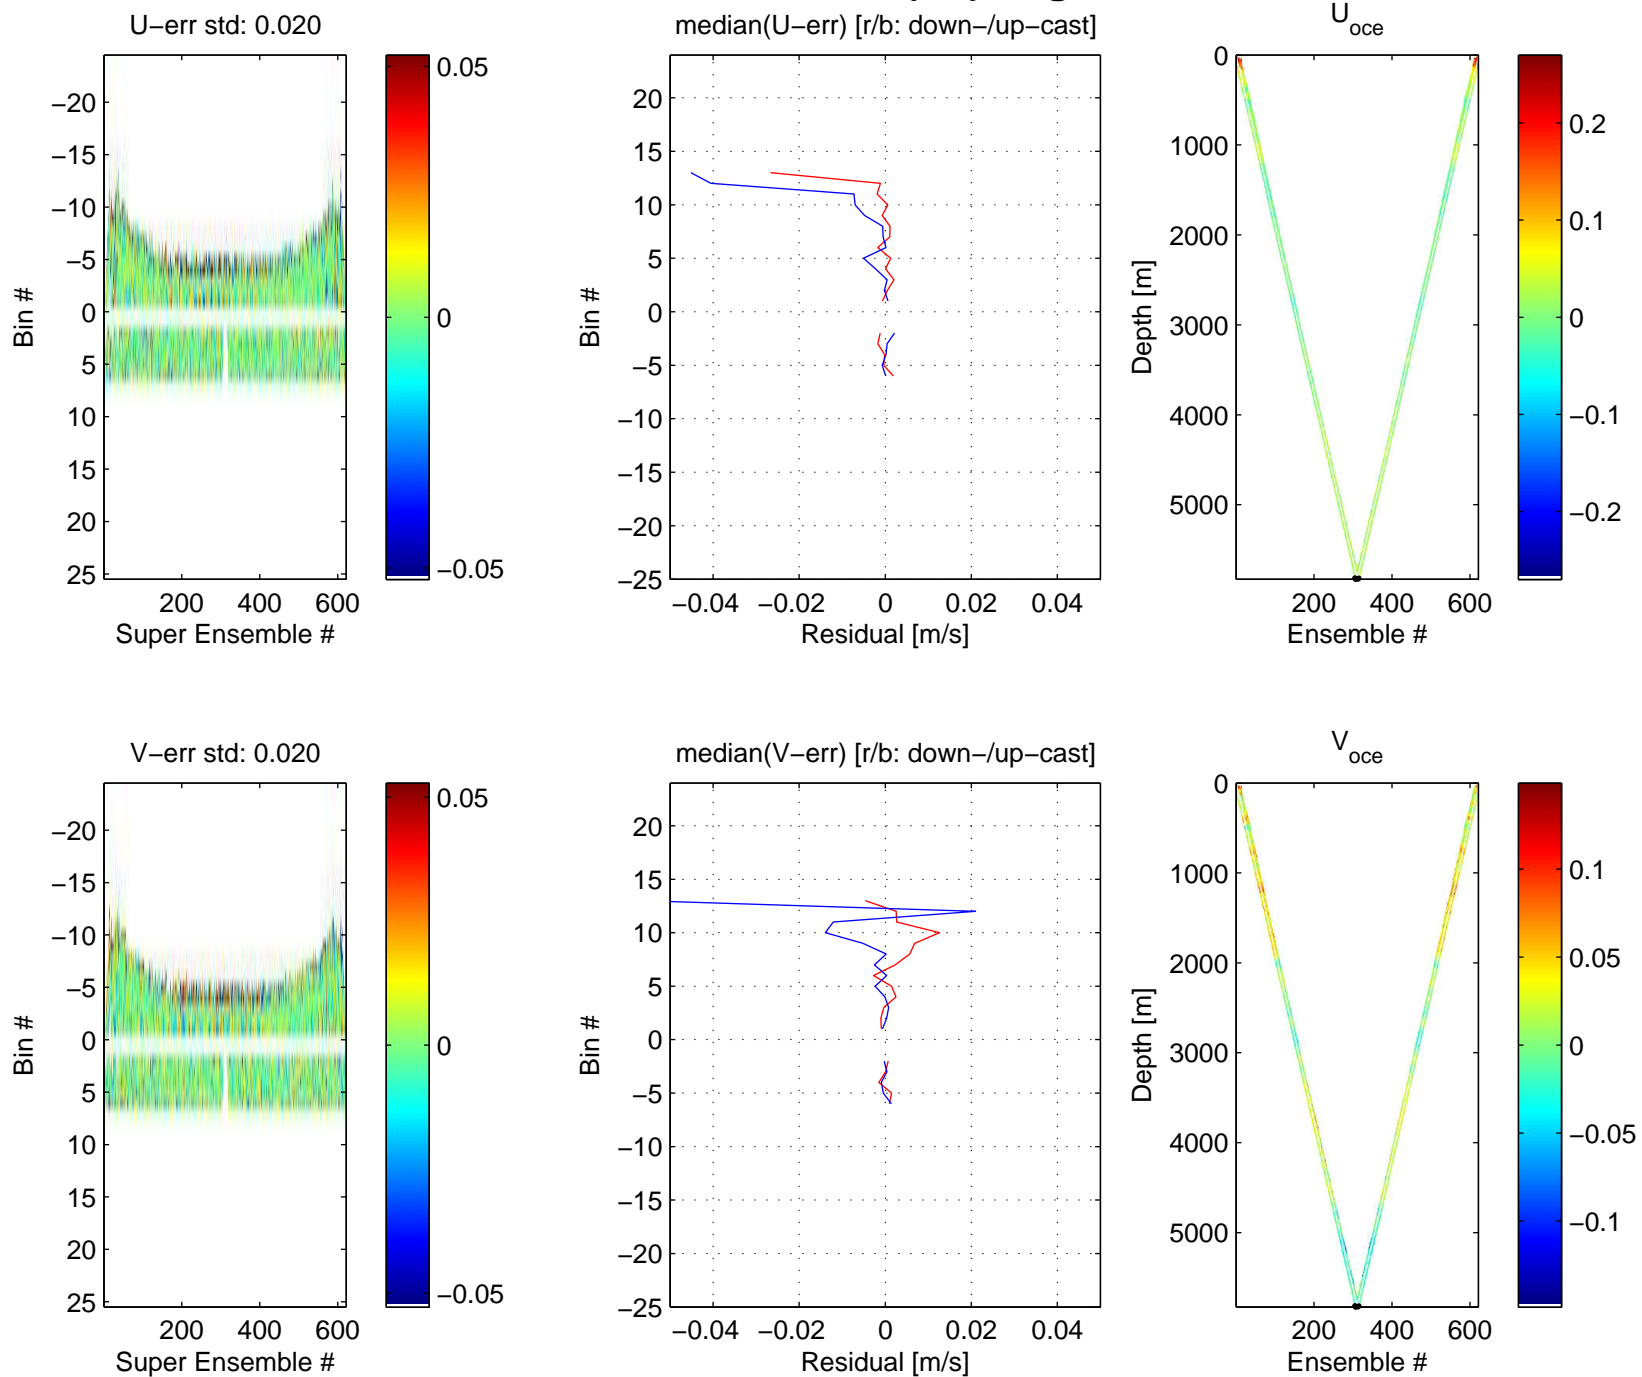 U−err std: 0.020
0.05
0
−0.05
−20
−15
−10
−5
0
5
10
15
20
25
Bin #
200 400 600
Super Ensemble #
median(U−err) [r/b: down−/up−cast]
20
15
10
5
0
−5
−10
−15
−20
−25
Bin #
−0.04 −0.02 0 0.02 0.04
Residual [m/s]
U oce
0
1000
2000
3000
4000
5000
Depth [m]
200 400 600
Ensemble #
0.2
0.1
0
−0.1
−0.2
V−err std: 0.020
0.05
0
−0.05
−20
−15
−10
−5
0
5
10
15
20
25
Bin #
200 400 600
Super Ensemble #
median(V−err) [r/b: down−/up−cast]
20
15
10
5
0
−5
−10
−15
−20
−25
Bin #
−0.04 −0.02 0 0.02 0.04
Residual [m/s]
V oce
0
1000
2000
3000
4000
5000
Depth [m]
200 400 600
Ensemble #
0.1
0.05
0
−0.05
−0.1